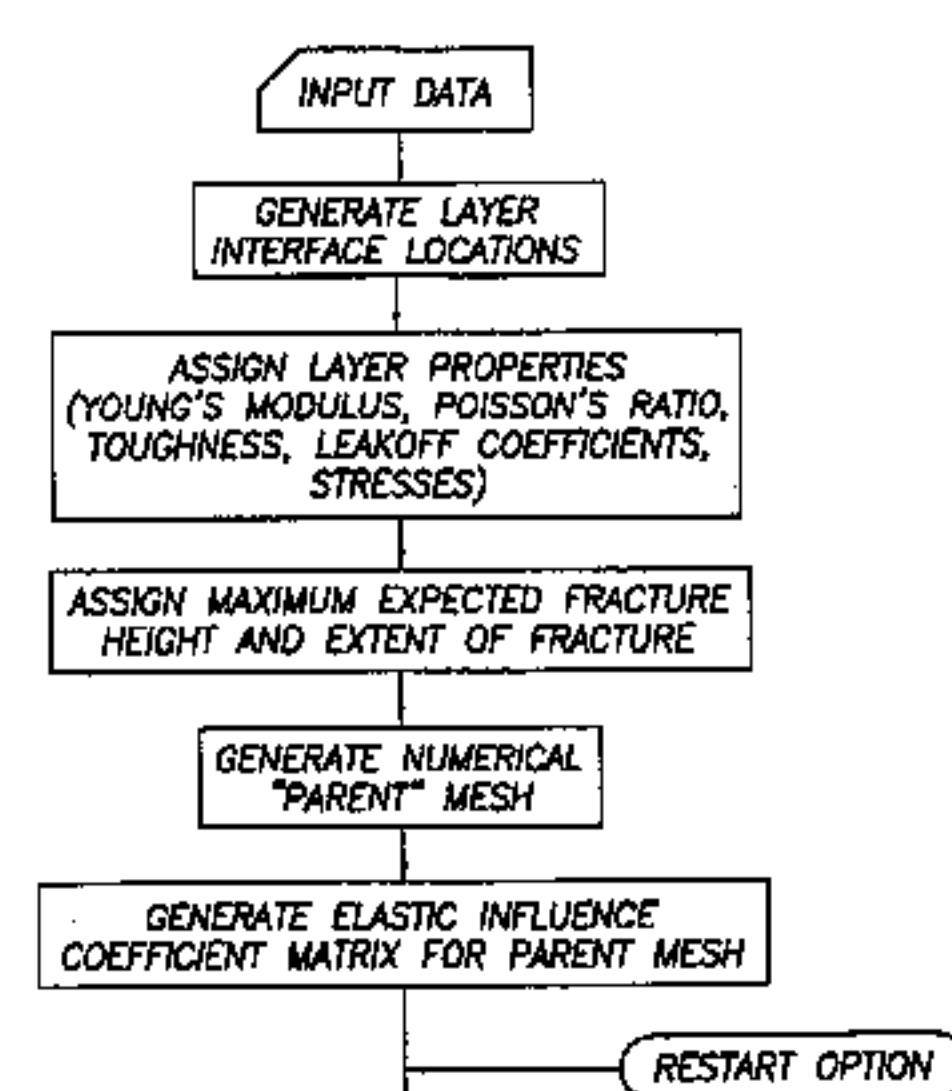 INPUT DATA
GENERATE LAYER
INTERFACE LOCATIONS
ASSIGN LAYER PROPERTIES
(YOUNG'S MODULUS, POISSON'S RATIO,
TOUGHNESS, LEAKOFF COEFFICIENTS,
STRESSES)
ASSIGN MAXIMUM EXPECTED FRACTURE
HEIGHT AND EXTENT OF FRACTURE
GENERATE NUMERICAL
"PARENT" MESH
GENERATE ELASTIC INFLUENCE
COEFFICIENT MATRIX FOR PARENT MESH
RESTART OPTION